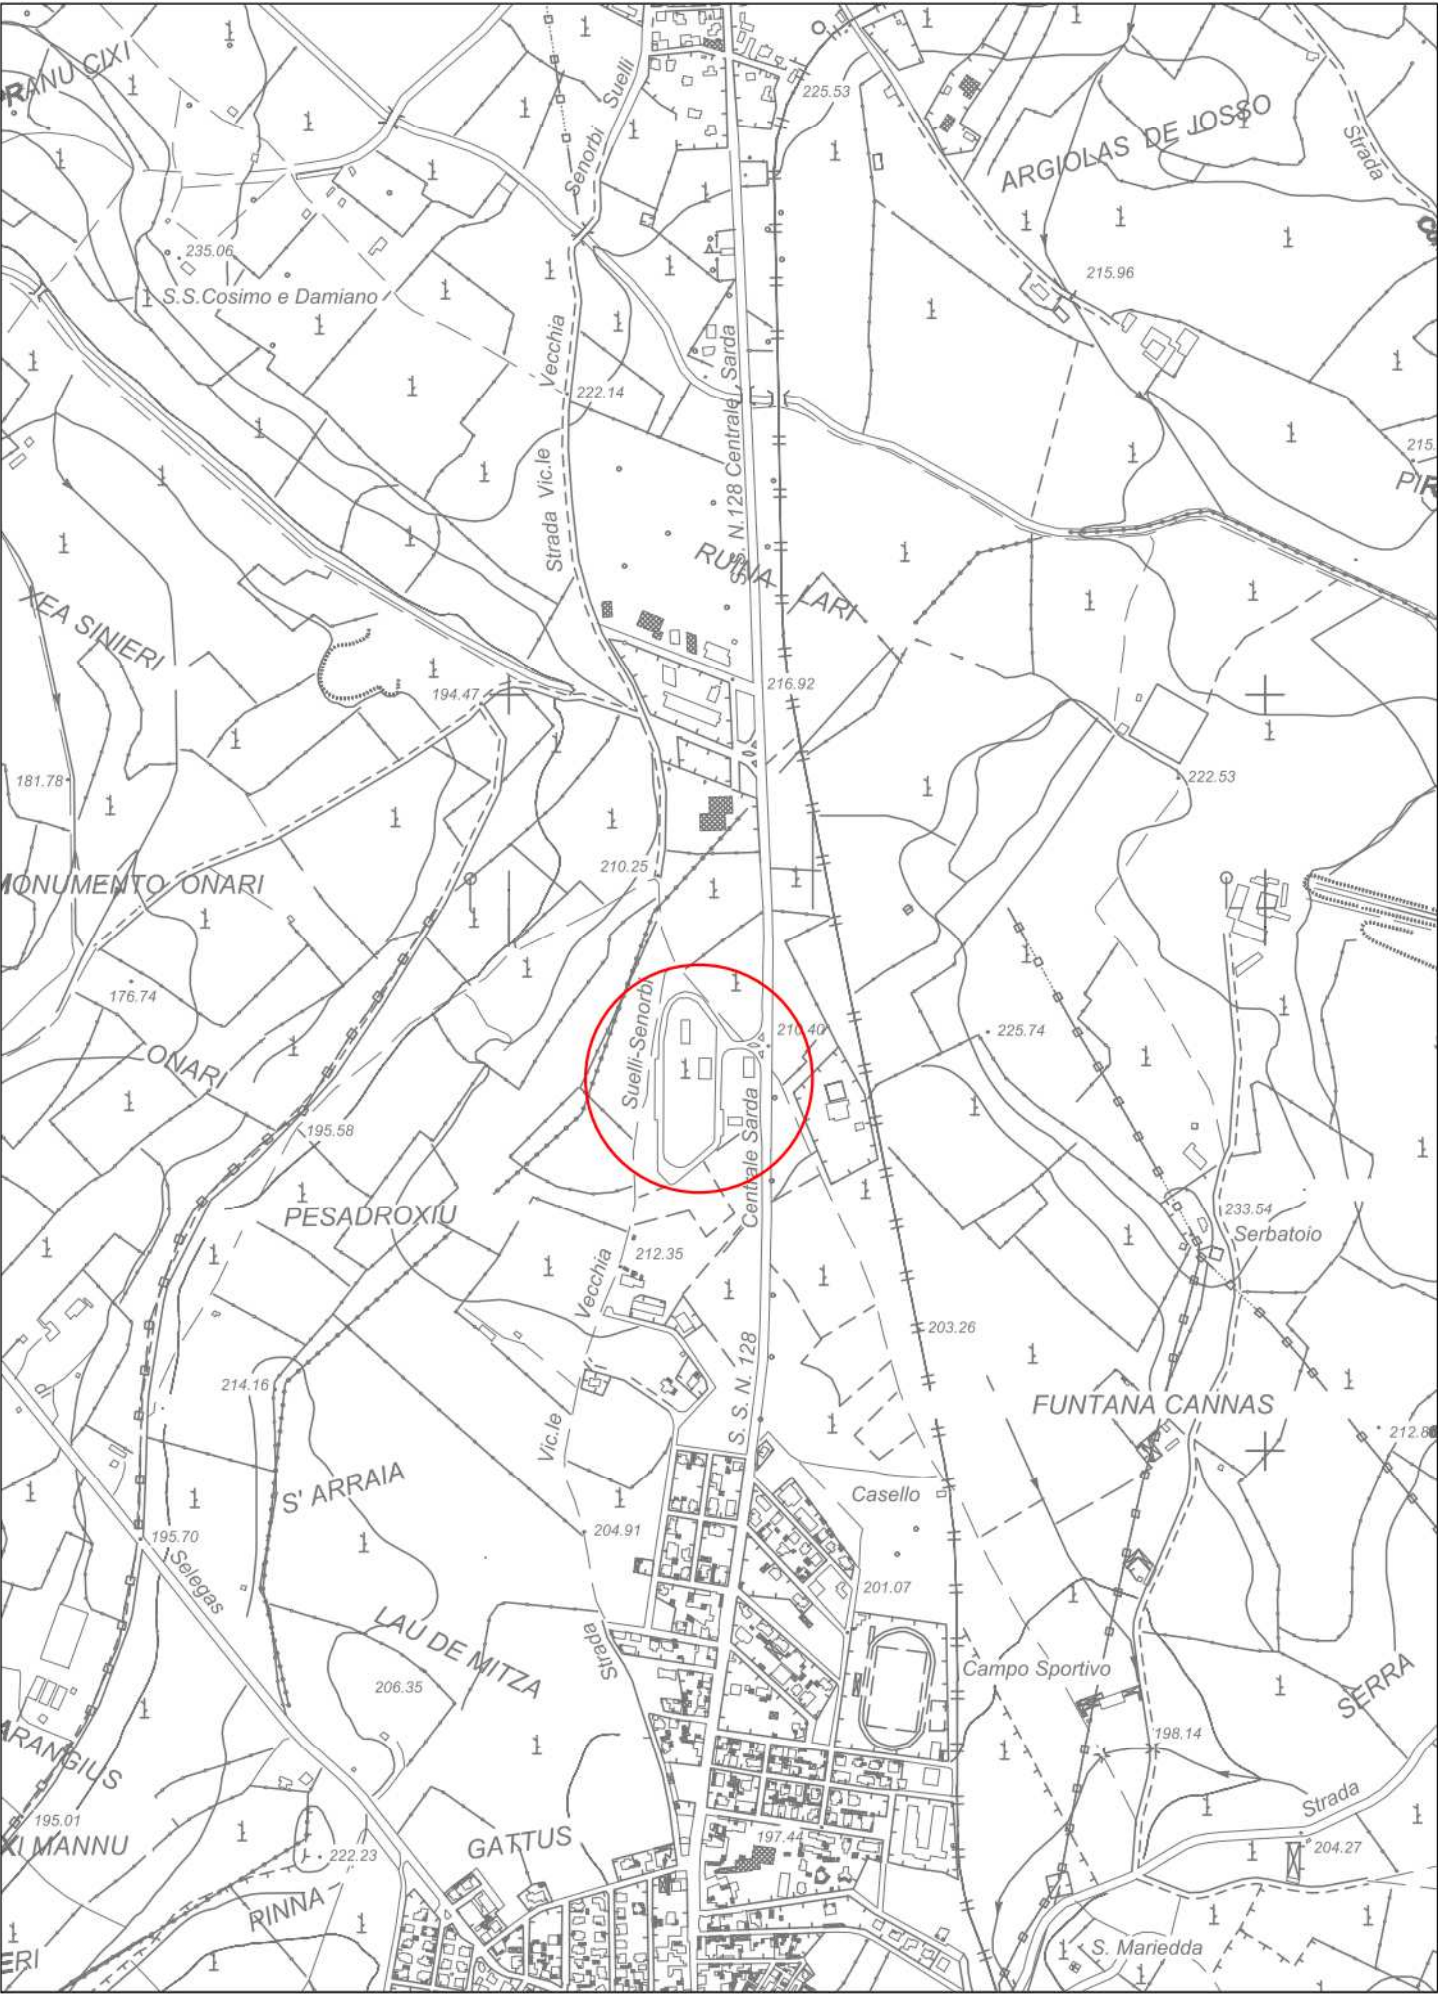 PRANU CIXI
Senorbi Suelli
225.53
ARGIOLAS DE JOSSO
Strada
235.06
S.S.Cosimo e Damiano
215.96
Strada Vic.le Vecchia
222.14
S. N.128 Centrale Sarda
215.
PIR
RUINA LARI
XEA SINIERI
194.47
216.92
181.78
222.53
210.25
MONUMENTO ONARI
176.74
Suelli-Senorbi
210.40
225.74
ONARI
195.58
Centrale Sarda
PESADROXIU
233.54
Serbatoio
212.35
Vecchia
203.26
214.16
S. S. N. 128
FUNTANA CANNAS
Vic.le
212.8
S' ARRAIA
Casello
204.91
195.70
Selegas
201.07
LAU DE MITZA
Strada
Campo Sportivo
206.35
SERRA
198.14
ARANGIUS
Strada
195.01
XI MANNU
GATTUS
197.44
204.27
222.23
RINNA
S. Mariedda
ERI